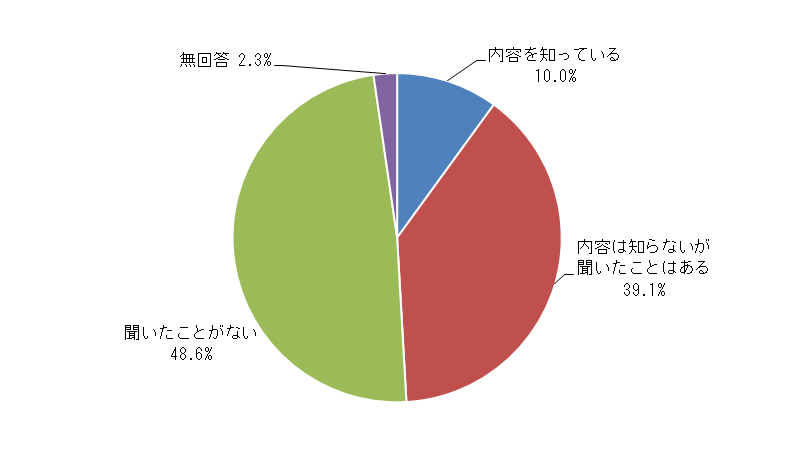 無回答 2.3%
内容を知っている
10.0%
内容は知らないが
聞いたことはある
39.1%
聞いたことがない
48.6%